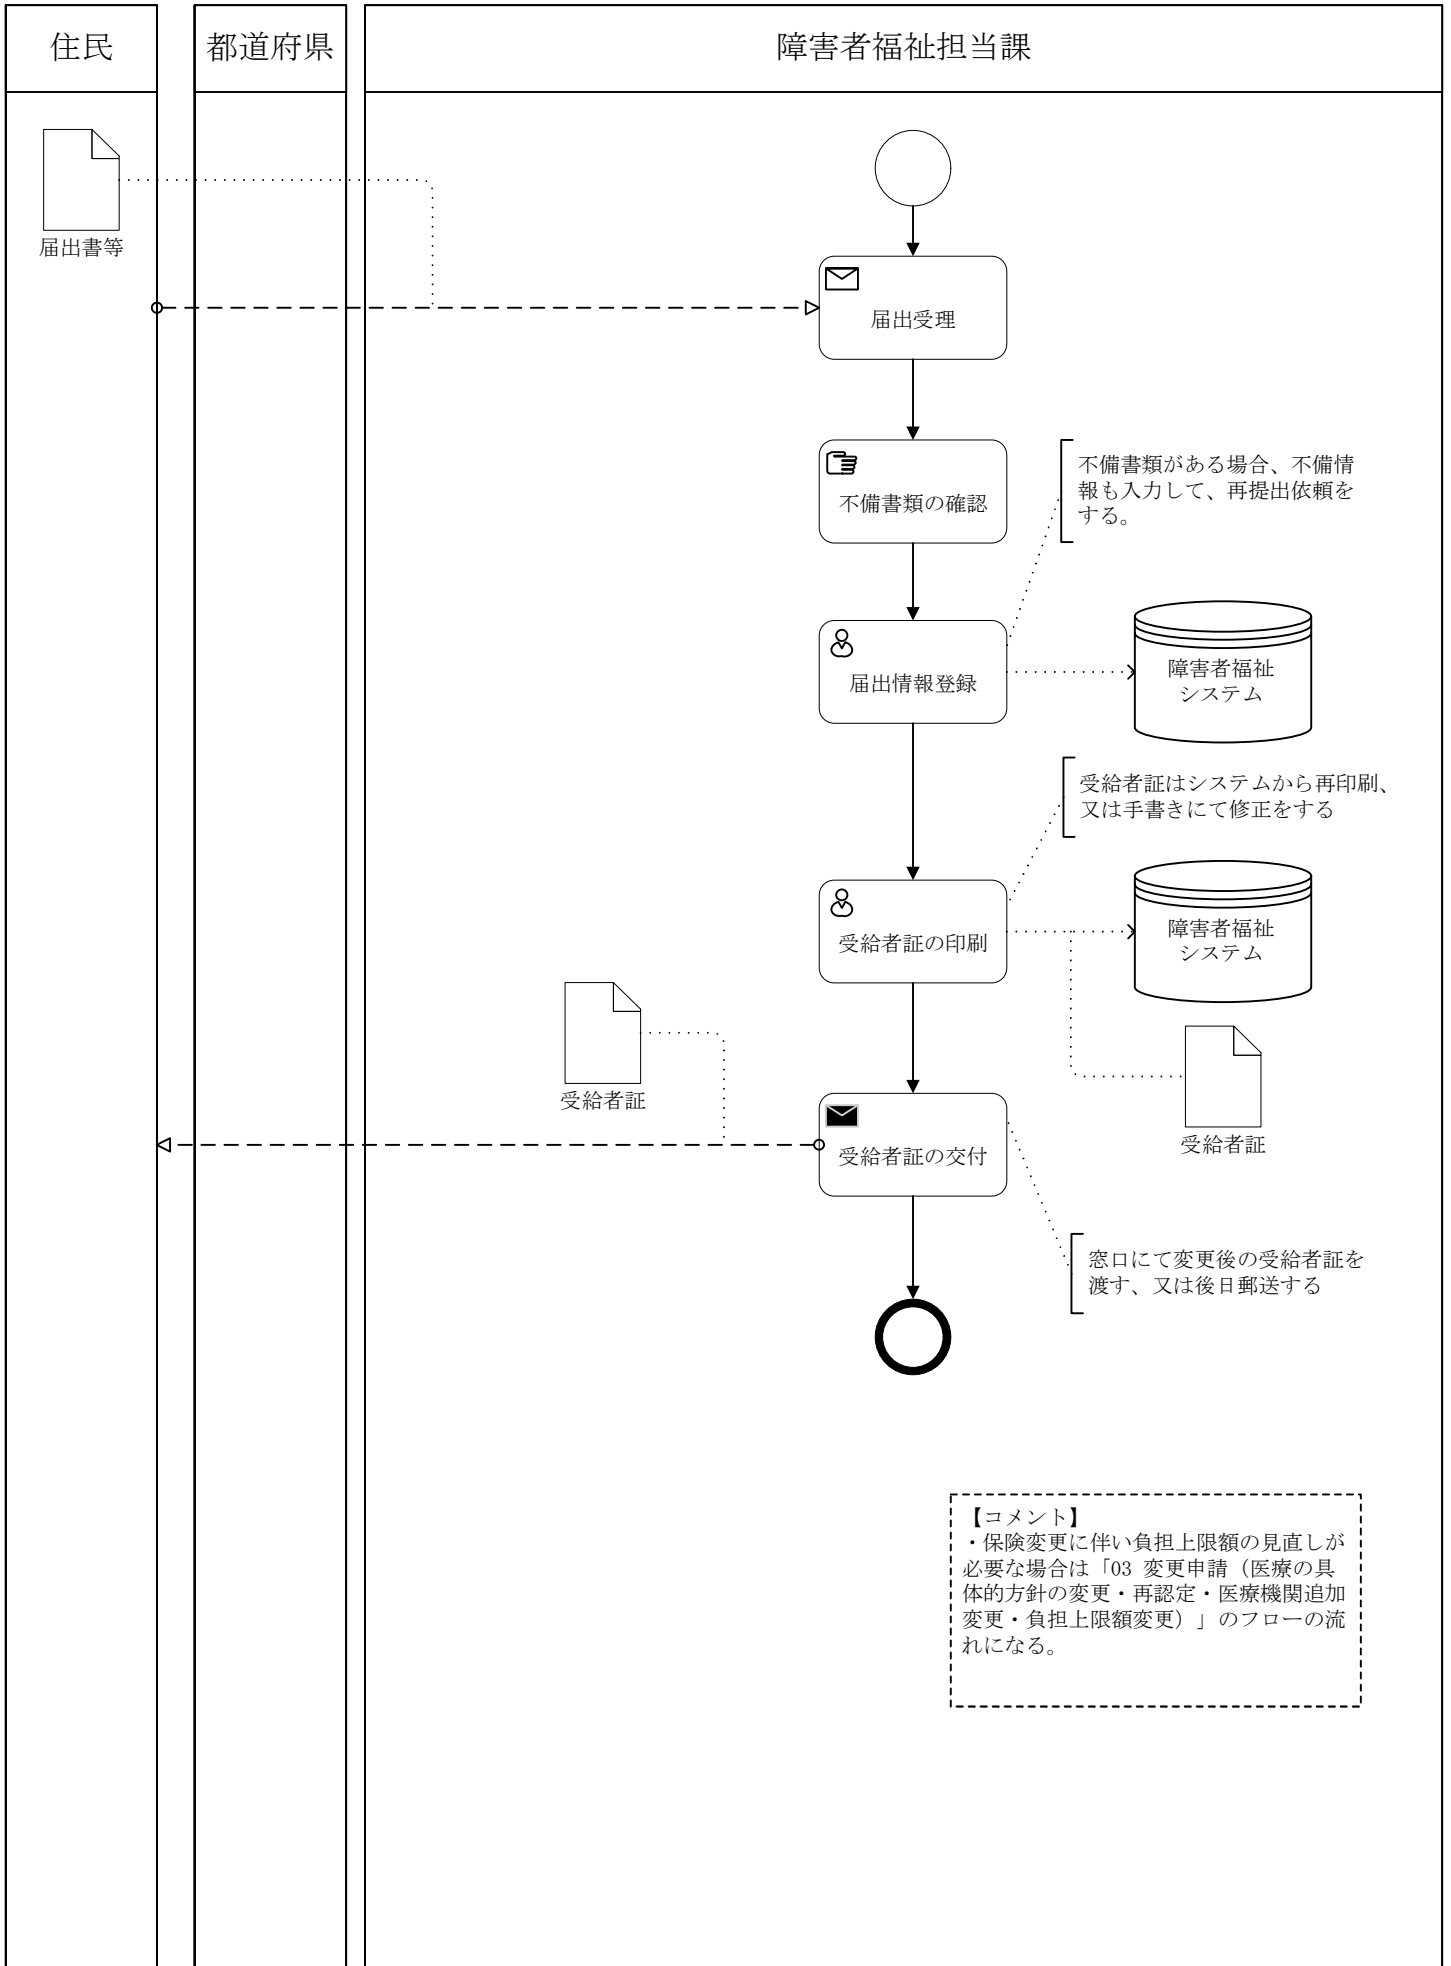 住民
都道府県
障害者福祉担当課
届出書等
届出受理
不備書類の確認
不備書類がある場合、不備情
報も入力して、再提出依頼を
する。
届出情報登録
障害者福祉
システム
受給者証はシステムから再印刷、
又は手書きにて修正をする
受給者証の印刷
障害者福祉
システム
受給者証
受給者証
受給者証の交付
窓口にて変更後の受給者証を
渡す、又は後日郵送する
【コメント】
・保険変更に伴い負担上限額の見直しが
必要な場合は「03 変更申請（医療の具
体的方針の変更・再認定・医療機関追加
変更・負担上限額変更）」のフローの流
れになる。